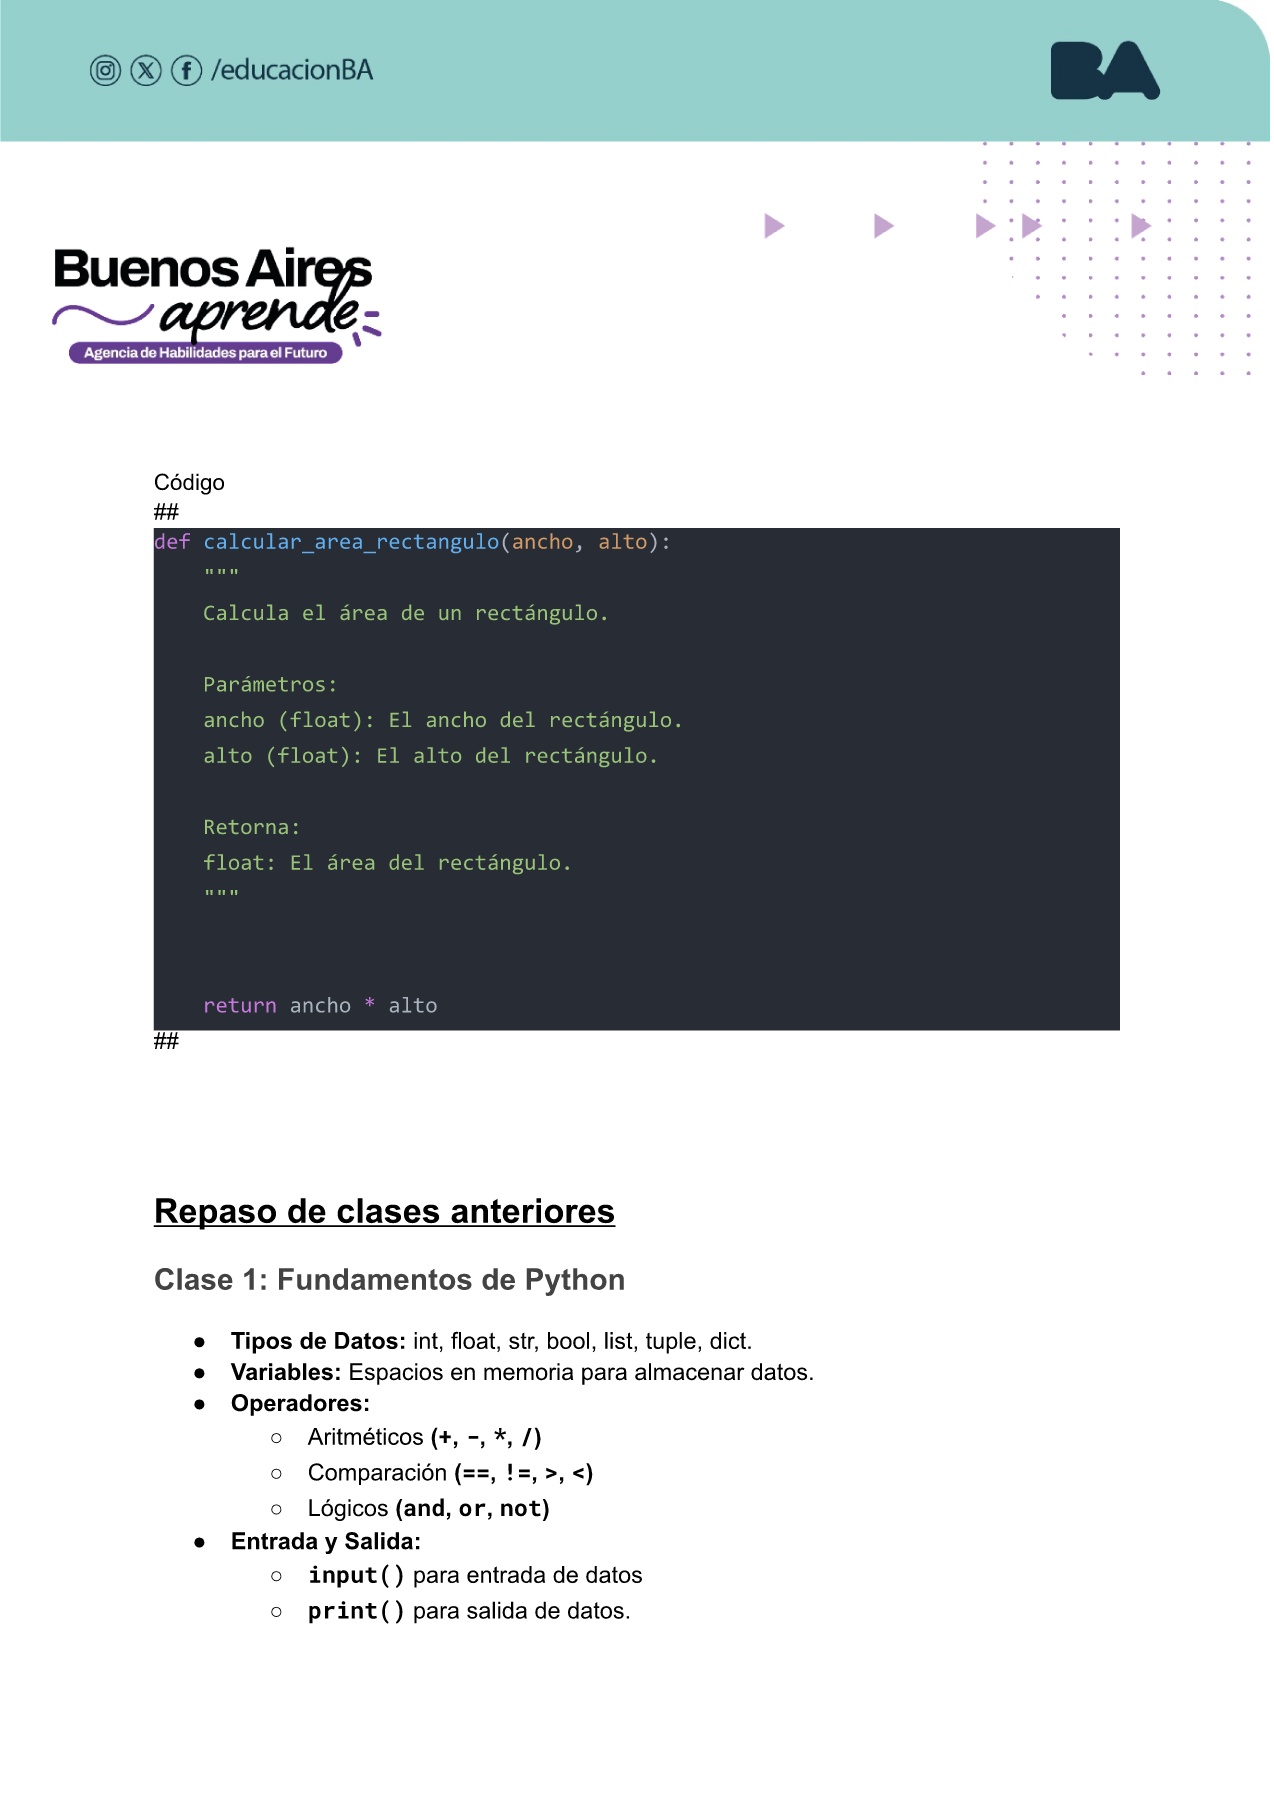 /educacionBA
BA
Buenos Aires
aprende
Agencia de Habilidades para el Futuro
Código
##
def calcular_area_rectangulo(ancho, alto):
    """
    Calcula el área de un rectángulo.
    Parámetros:
    ancho (float): El ancho del rectángulo.
    alto (float): El alto del rectángulo.
    Retorna:
    float: El área del rectángulo.
    """
    return ancho * alto
##
Repaso de clases anteriores
Clase 1: Fundamentos de Python
● Tipos de Datos: int, float, str, bool, list, tuple, dict.
● Variables: Espacios en memoria para almacenar datos.
● Operadores:
○ Aritméticos (+, -, *, /)
○ Comparación (==, !=, >, <)
○ Lógicos (and, or, not)
● Entrada y Salida:
○ input() para entrada de datos
○ print() para salida de datos.